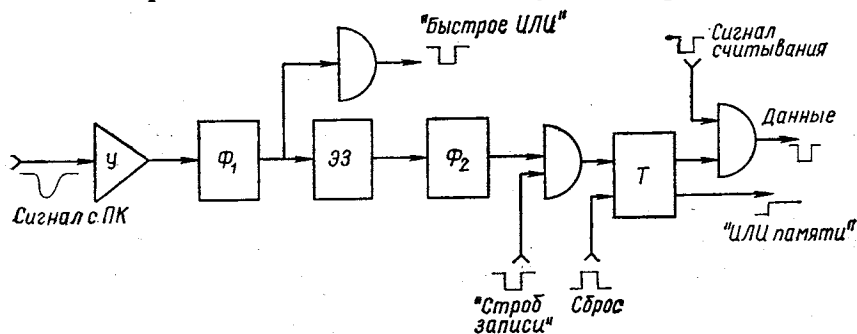 "Быстрое ИЛИ"
Сигнал
считывания
Данные
У
Ф₁
ЭЗ
Ф₂
Т
Сигнал с ПК
"ИЛИ памяти"
"Строб
записи"
Сброс